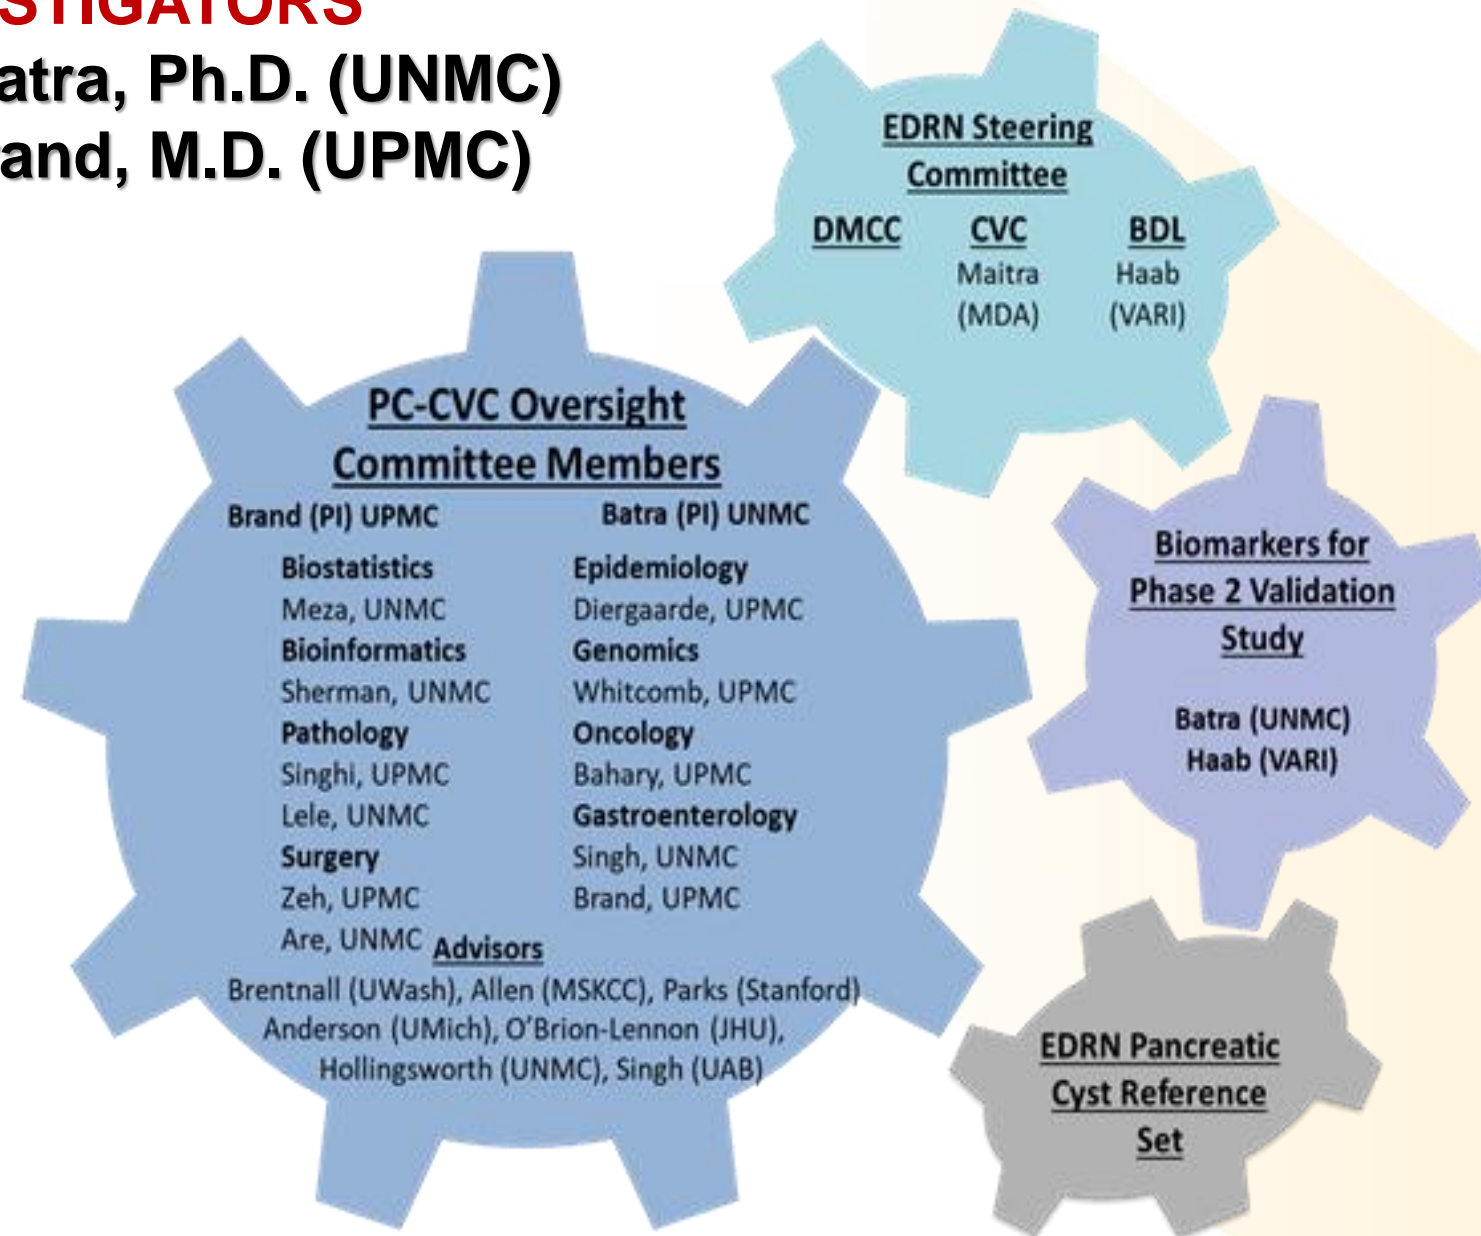 STIGATORS
atra, Ph.D. (UNMC)
rand, M.D. (UPMC)
EDRN Steering
Committee
DMCC CVC BDL
Maitra Haab
(MDA) (VARI)
PC-CVC Oversight
Committee Members
Brand (PI) UPMC Batra (PI) UNMC
Biostatistics
Meza, UNMC
Bioinformatics
Sherman, UNMC
Pathology
Singhi, UPMC
Lele, UNMC
Surgery
Zeh, UPMC
Are, UNMC
Epidemiology
Diergaarde, UPMC
Genomics
Whitcomb, UPMC
Oncology
Bahary, UPMC
Gastroenterology
Singh, UNMC
Brand, UPMC
Advisors
Brentnall (UWash), Allen (MSKCC), Parks (Stanford)
Anderson (UMich), O'Brion-Lennon (JHU),
Hollingsworth (UNMC), Singh (UAB)
Biomarkers for
Phase 2 Validation
Study
Batra (UNMC)
Haab (VARI)
EDRN Pancreatic
Cyst Reference
Set